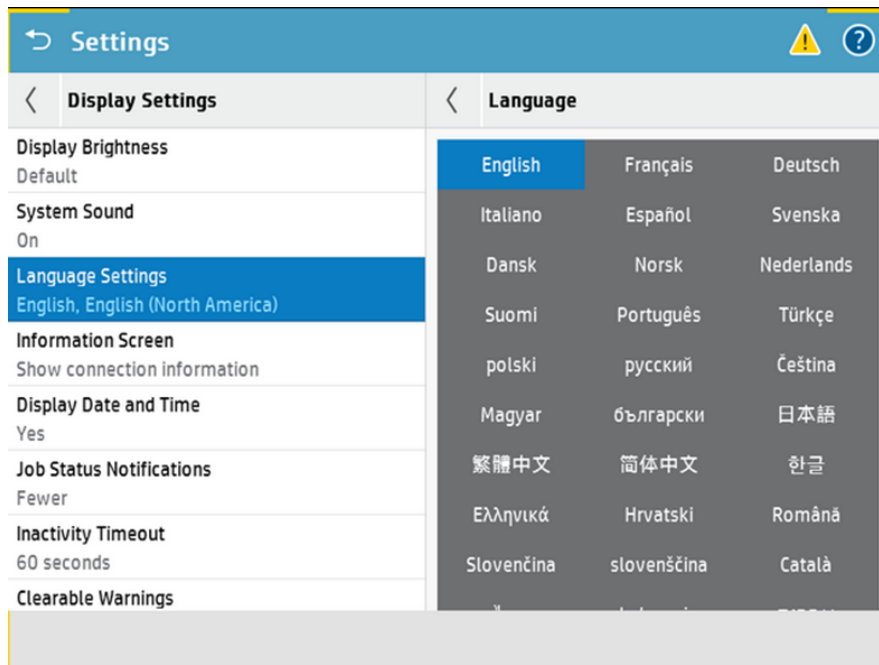 Settings
Display Settings
Language
Display Brightness
Default
System Sound
On
Language Settings
English, English (North America)
Information Screen
Show connection information
Display Date and Time
Yes
Job Status Notifications
Fewer
Inactivity Timeout
60 seconds
Clearable Warnings
English Français Deutsch
Italiano Español Svenska
Dansk Norsk Nederlands
Suomi Português Türkçe
polski русский Čeština
Magyar български 日本語
繁體中文 简体中文 한글
Ελληνικά Hrvatski Română
Slovenčina slovenščina Català